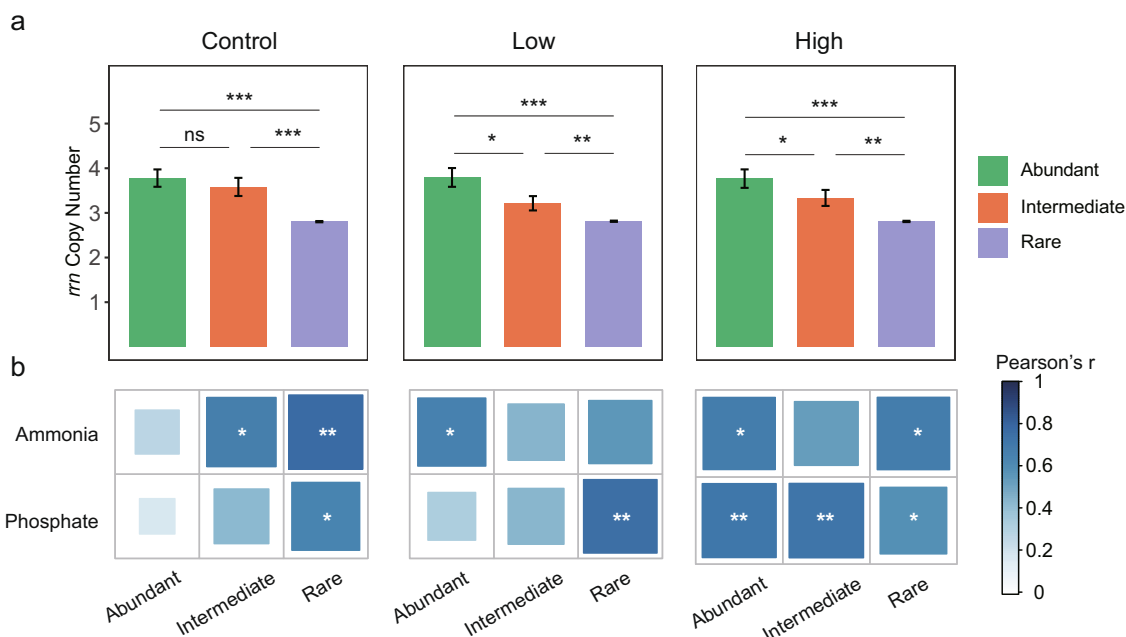 a
Control
Low
High
***
ns
***
***
*
**
***
*
**
rrn Copy Number
5
4
3
2
1
Abundant
Intermediate
Rare
b
Pearson's r
1
0.8
0.6
0.4
0.2
0
Ammonia
*
**
*
*
*
Phosphate
*
**
**
**
*
Abundant
Intermediate
Rare
Abundant
Intermediate
Rare
Abundant
Intermediate
Rare